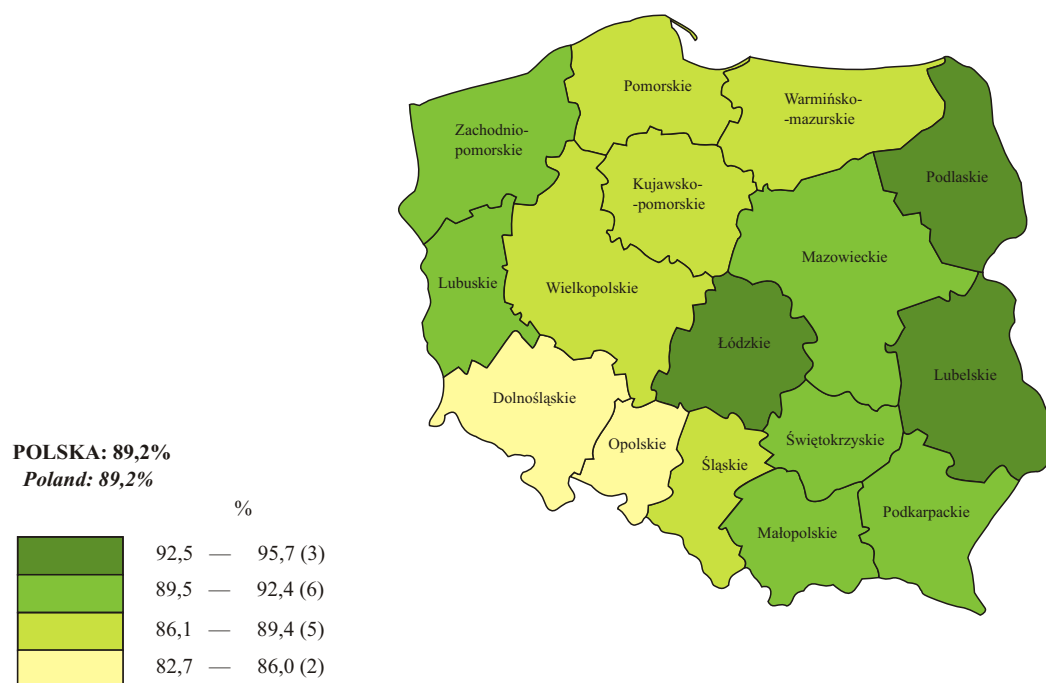 Pomorskie
Warmińsko-
-mazurskie
Zachodnio-
pomorskie
Podlaskie
Kujawsko-
-pomorskie
Mazowieckie
Lubuskie
Wielkopolskie
Łódzkie
Lubelskie
Dolnośląskie
Opolskie
Świętokrzyskie
Śląskie
Podkarpackie
Małopolskie
POLSKA: 89,2%
Poland: 89,2%
%
92,5 — 95,7 (3)
89,5 — 92,4 (6)
86,1 — 89,4 (5)
82,7 — 86,0 (2)